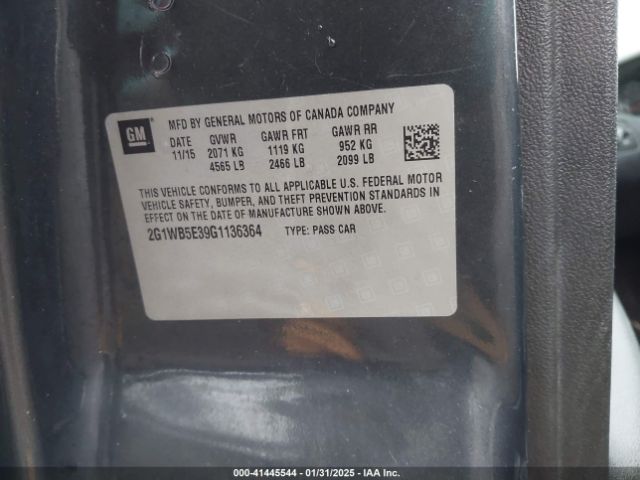 GM
MFD BY GENERAL MOTORS OF CANADA COMPANY
DATE GVWR GAWR FRT GAWR RR
11/15 2071 KG 1119 KG 952 KG
4565 LB 2466 LB 2099 LB
THIS VEHICLE CONFORMS TO ALL APPLICABLE U.S. FEDERAL MOTOR
VEHICLE SAFETY, BUMPER, AND THEFT PREVENTION STANDARDS IN
EFFECT ON THE DATE OF MANUFACTURE SHOWN ABOVE.
2G1WB5E39G1136364 TYPE: PASS CAR
000-41445544 / 01/31/2025 - IAA Inc.